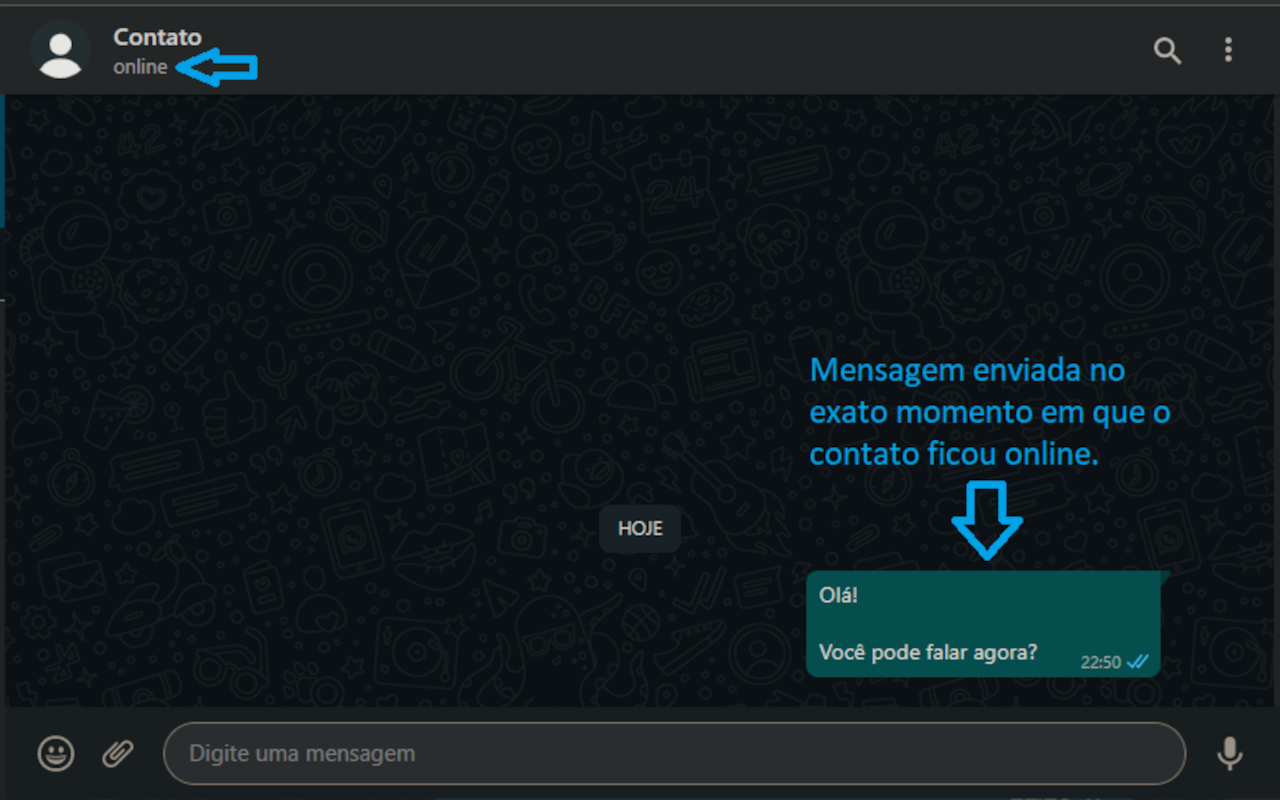 Contato
online
Mensagem enviada no
exato momento em que o
contato ficou online.
HOJE
Olá!
Você pode falar agora?
22:50
Digite uma mensagem